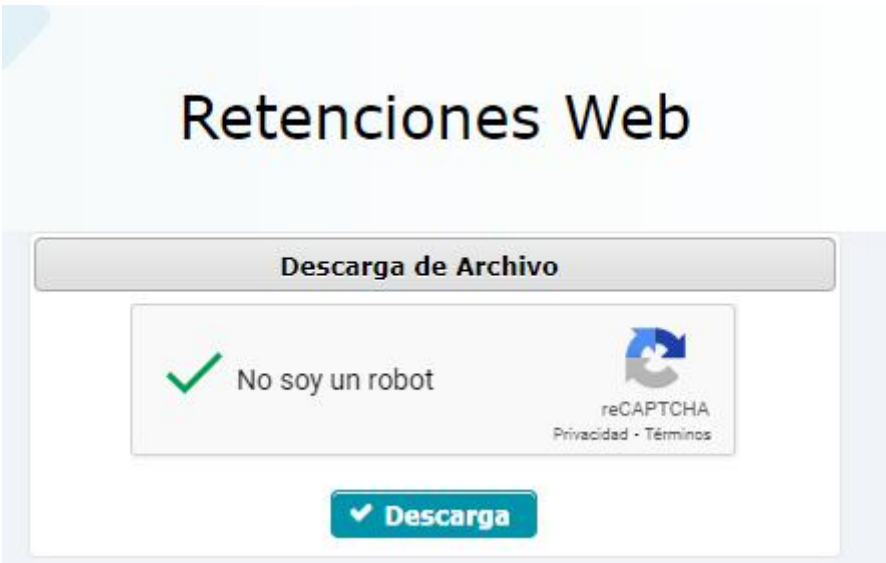 Retenciones Web
Descarga de Archivo
No soy un robot
reCAPTCHA
Privacidad - Términos
Descarga